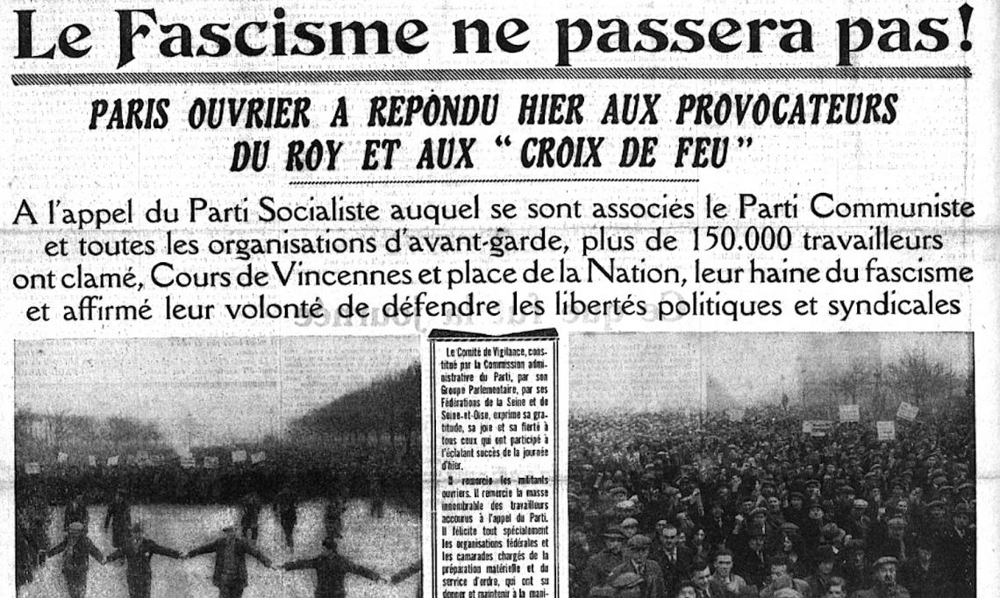 Le Fascisme ne passera pas!
PARIS OUVRIER A REPONDU HIER AUX PROVOCATEURS
DU ROY ET AUX “ CROIX DE FEU ”
A l'appel du Parti Socialiste auquel se sont associés le Parti Communiste
et toutes les organisations d'avant-garde, plus de 150.000 travailleurs
ont clamé, Cours de Vincennes et place de la Nation, leur haine du fascisme
et affirmé leur volonté de défendre les libertés politiques et syndicales
Le Comité de Vigilance, cons-
titué par la Commission admi-
nistrative du Parti, par son
Groupe Parlementaire, par ses
Fédérations de la Seine et de
Seine-et-Oise, exprime sa gra-
titude, sa joie et sa fierté à
tous ceux qui ont participé à
l'éclatant succès de la journée
d'hier.
Il remercie les militants
ouvriers. Il remercie la masse
innombrable des travailleurs
accourus à l'appel du Parti.
Il félicite tout spécialement
les organisations fédérales et
les camarades chargés de la
préparation matérielle et du
service d'ordre, qui ont su
donner et maintenir à la mani-